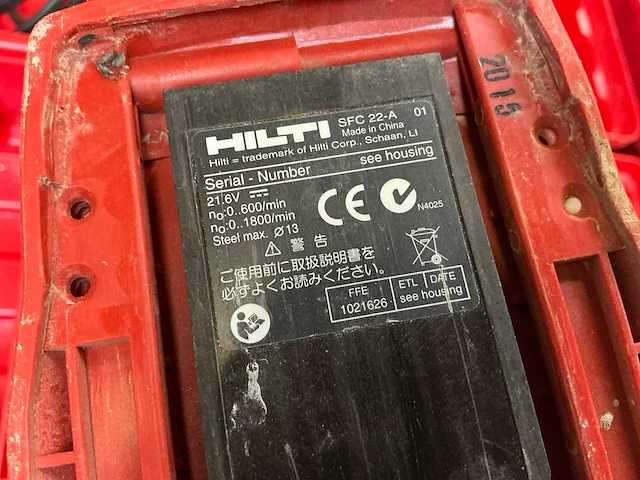 HILTI SFC 22-A 01
Made in China
Hilti = trademark of Hilti Corp., Schaan, LI
Serial - Number see housing
21,6V
n₀:0..600/min
n₀:0..1800/min
Steel max. Ø13
CE
N4025
⚠ 警告
ご使用前に取扱説明書を
必ずよくお読みください。
FFE ETL DATE
1021626 see housing
2015